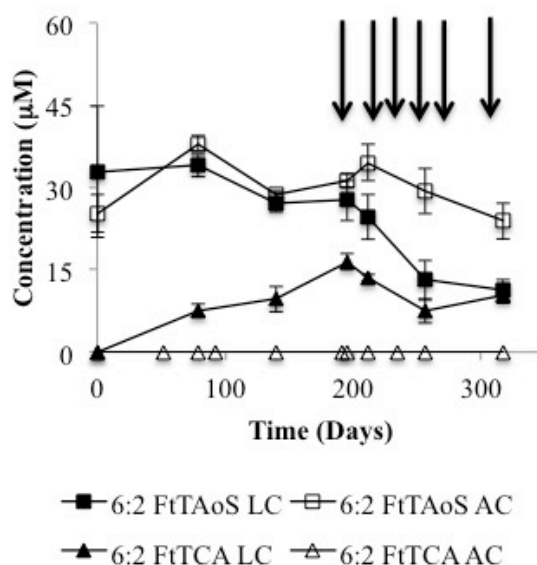 60
45
30
15
0
Concentration (µM)
0 100 200 300
Time (Days)
6:2 FtTAoS LC 6:2 FtTAoS AC
6:2 FtTCA LC 6:2 FtTCA AC